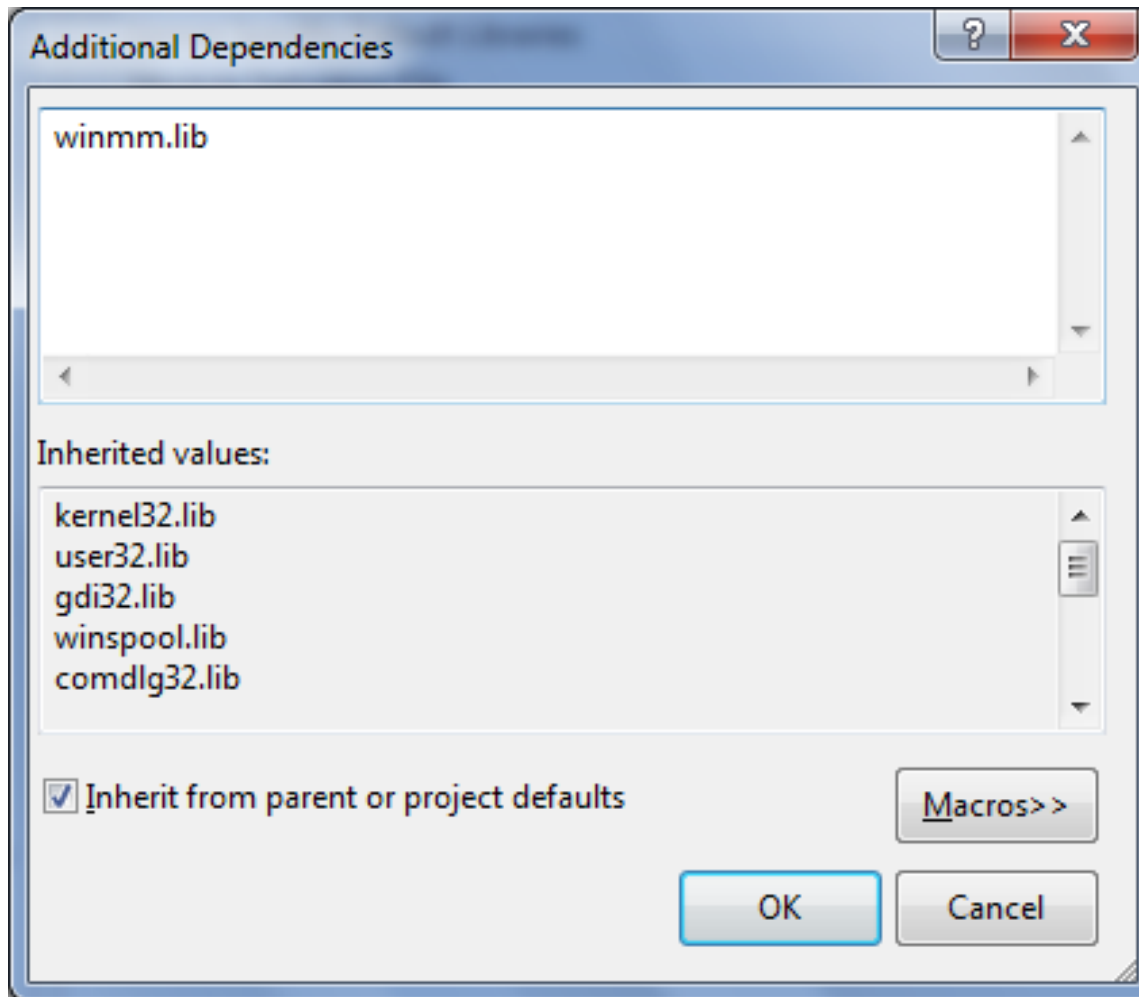 Additional Dependencies
?
winmm.lib
Inherited values:
kernel32.lib
user32.lib
gdi32.lib
winspool.lib
comdlg32.lib
Inherit from parent or project defaults
Macros>>
OK
Cancel